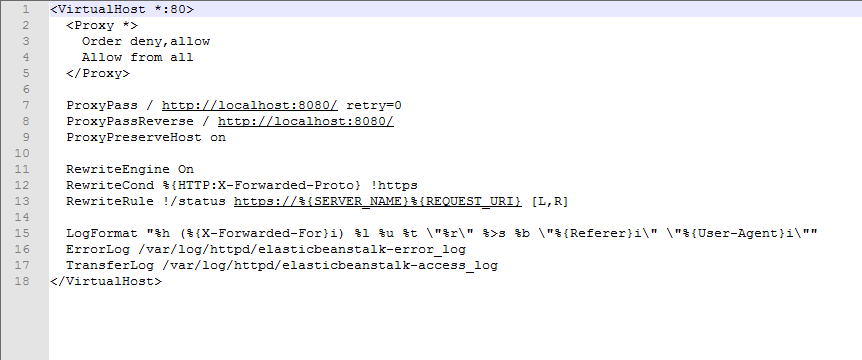 1 <VirtualHost *:80>
2   <Proxy *>
3     Order deny,allow
4     Allow from all
5   </Proxy>
6
7   ProxyPass / http://localhost:8080/ retry=0
8   ProxyPassReverse / http://localhost:8080/
9   ProxyPreserveHost on
10
11   RewriteEngine On
12   RewriteCond %{HTTP:X-Forwarded-Proto} !https
13   RewriteRule !/status https://%{SERVER_NAME}%{REQUEST_URI} [L,R]
14
15   LogFormat "%h (%{X-Forwarded-For}i) %l %u %t \"%r\" %>s %b \"%{Referer}i\" \"%{User-Agent}i\""
16   ErrorLog /var/log/httpd/elasticbeanstalk-error_log
17   TransferLog /var/log/httpd/elasticbeanstalk-access_log
18 </VirtualHost>